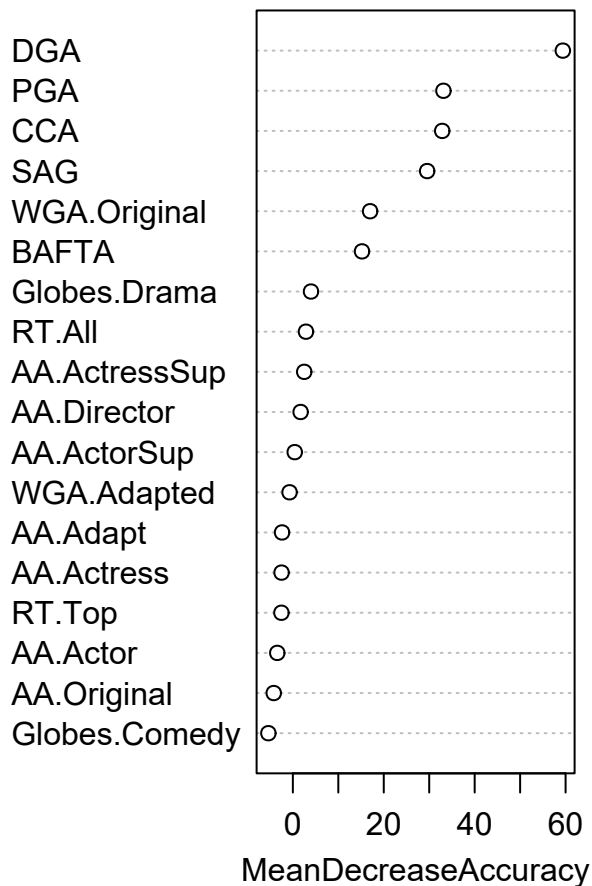 DGA
PGA
CCA
SAG
WGA.Original
BAFTA
Globes.Drama
RT.All
AA.ActressSup
AA.Director
AA.ActorSup
WGA.Adapted
AA.Adapt
AA.Actress
RT.Top
AA.Actor
AA.Original
Globes.Comedy
0 20 40 60
MeanDecreaseAccuracy